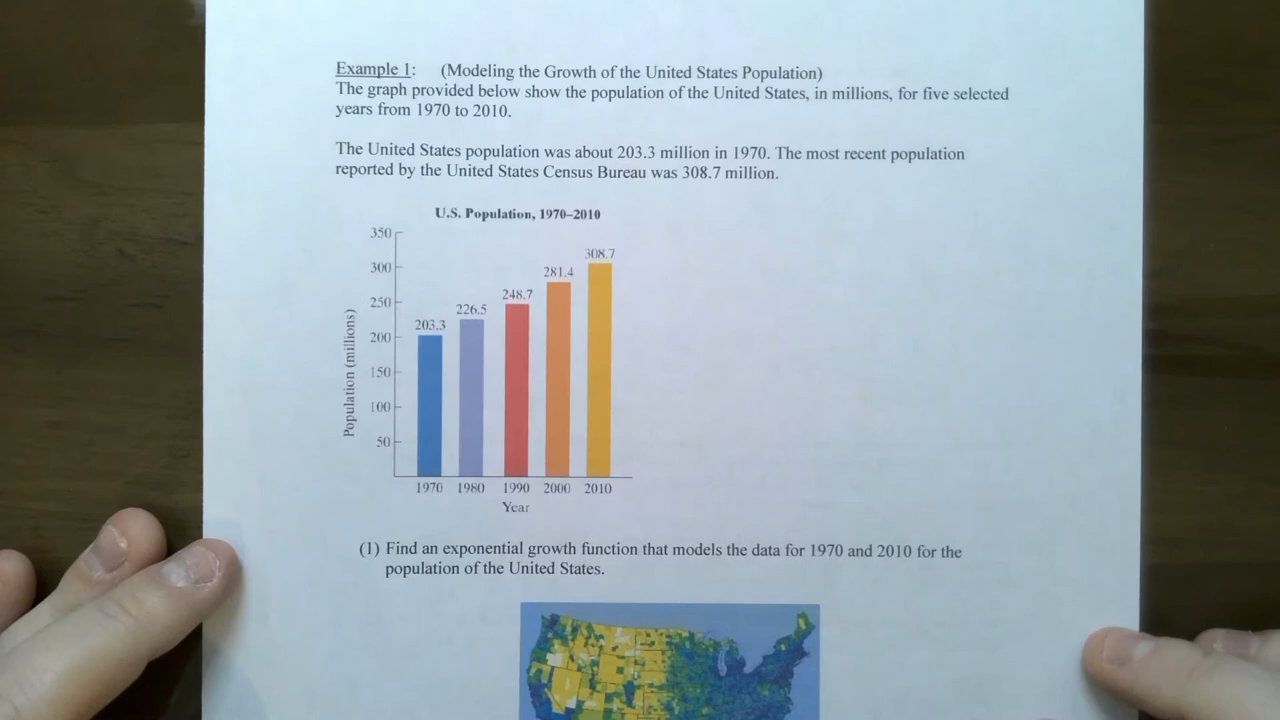 Example 1: (Modeling the Growth of the United States Population)
The graph provided below show the population of the United States, in millions, for five selected
years from 1970 to 2010.
The United States population was about 203.3 million in 1970. The most recent population
reported by the United States Census Bureau was 308.7 million.
U.S. Population, 1970–2010
350
300
250
200
150
100
50
Population (millions)
203.3
226.5
248.7
281.4
308.7
1970 1980 1990 2000 2010
Year
(1) Find an exponential growth function that models the data for 1970 and 2010 for the
population of the United States.